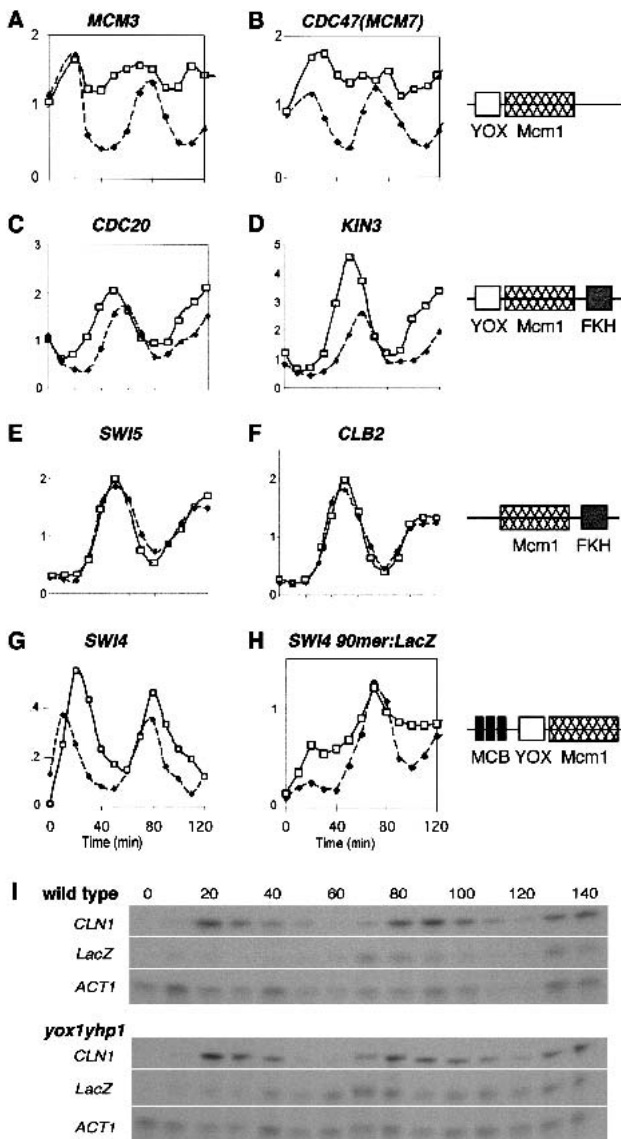 A MCM3
B CDC47(MCM7)
2
1
0
2
1
0
YOX Mcm1
C CDC20
D KIN3
3
2
1
0
5
4
3
2
1
0
YOX Mcm1 FKH
E SWI5
F CLB2
2
1
0
2
1
0
Mcm1 FKH
G SWI4
H SWI4 90mer:LacZ
4
.2
0
1
0
MCB YOX Mcm1
0 40 80 120
Time (min)
0 40 80 120
Time (min)
I wild type 0 20 40 60 80 100 120 140
CLN1
LacZ
ACT1
yox1yhp1
CLN1
LacZ
ACT1